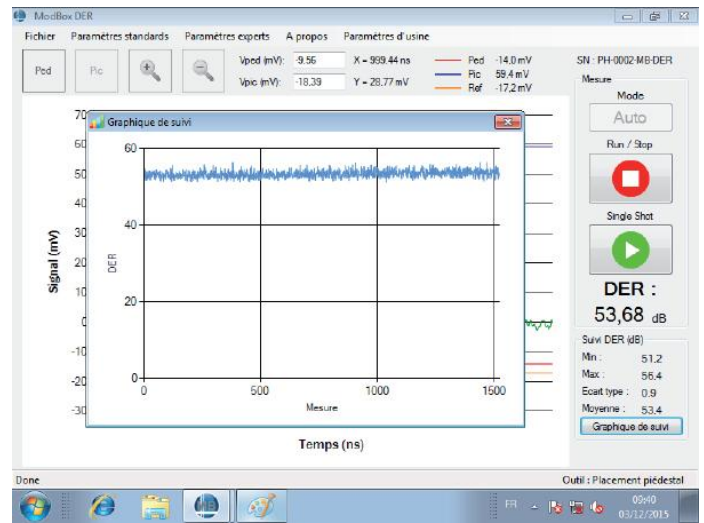 ModBox DER
Fichier Paramètres standards Paramètres experts A propos Paramètres d'usine
Ped Pic Vped (mV): -9.56 X = 999.44 ns Ped -14.0 mV SN : PH-0002-MB-DER
Vpic (mV): -18.39 Y = 28.77 mV Pic 59.4 mV
Ref -17,2 mV
Mesure
Mode
Auto
Run / Stop
Single Shot
DER :
53,68 dB
Suivi DER (dB)
Min : 51.2
Max : 56.4
Ecart type : 0.9
Moyenne : 53.4
Graphique de suivi
Signal (mV)
70
60
50
40
30
20
10
0
-10
-20
-30
Temps (ns)
Graphique de suivi
DER
60
40
20
0
0 500 1000 1500
Mesure
Done Outil : Placement piédestal
FR 09:40
03/12/2015